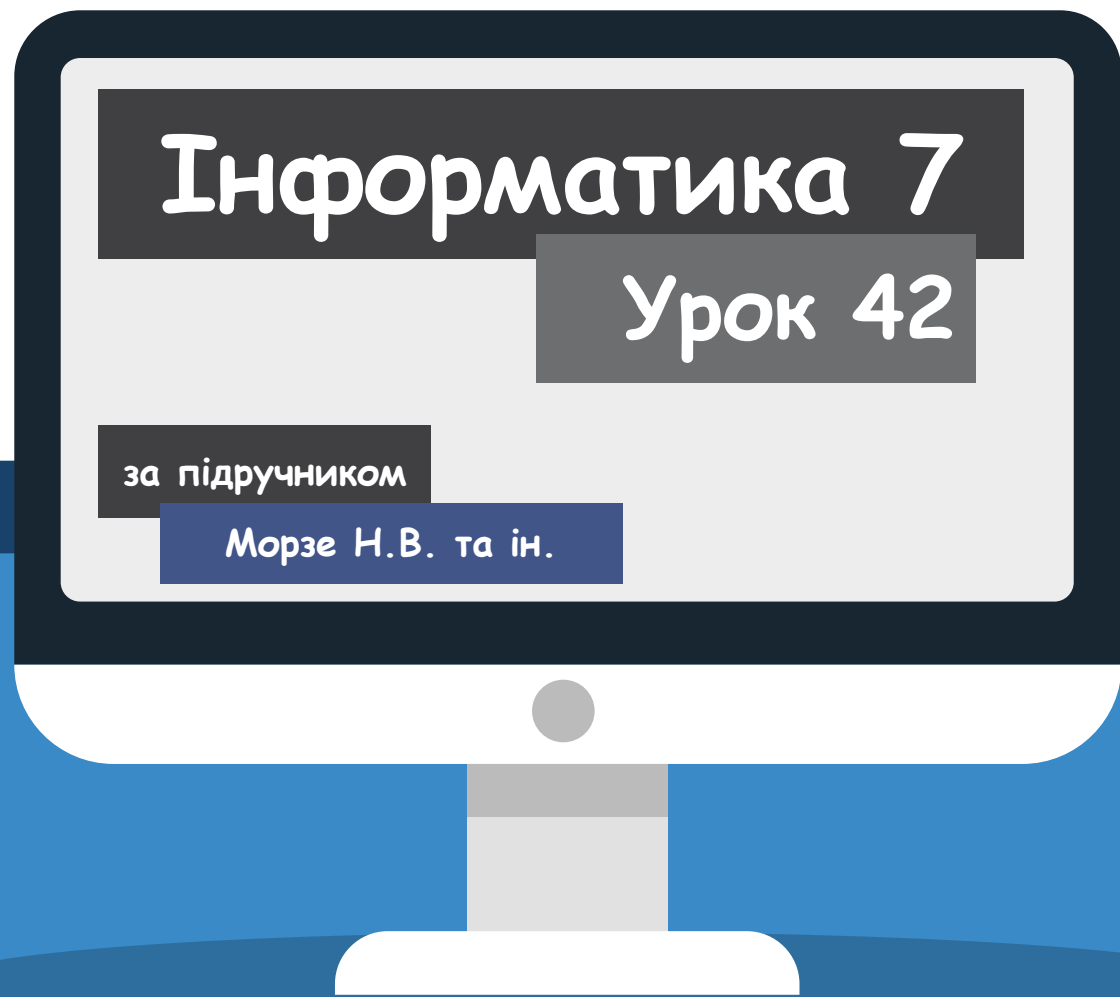 Інформатика 7
Урок 42
за підручником
Морзе Н.В. та ін.